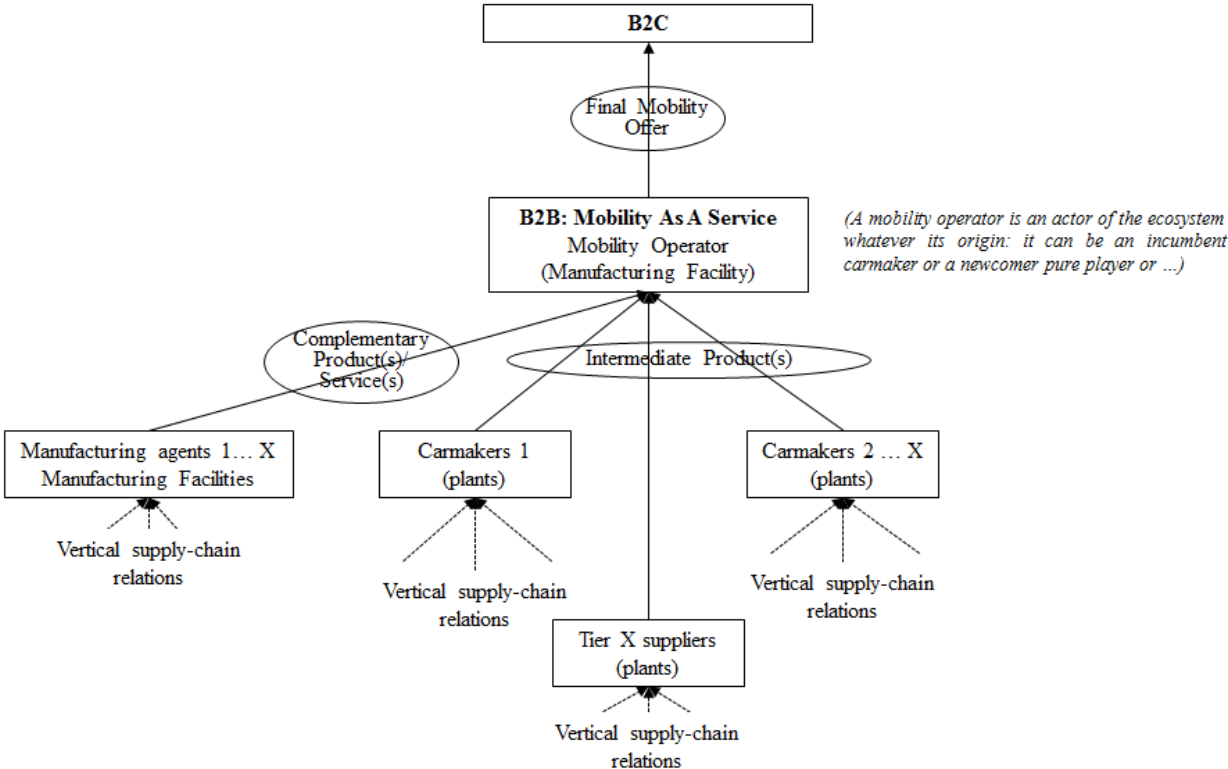 B2C
Final Mobility
Offer
B2B: Mobility As A Service
Mobility Operator
(Manufacturing Facility)
(A mobility operator is an actor of the ecosystem
whatever its origin: it can be an incumbent
carmaker or a newcomer pure player or …)
Complementary
Product(s)/
Service(s)
Intermediate Product(s)
Manufacturing agents 1… X
Manufacturing Facilities
Carmakers 1
(plants)
Carmakers 2 … X
(plants)
Vertical supply-chain
relations
Vertical supply-chain
relations
Vertical supply-chain
relations
Tier X suppliers
(plants)
Vertical supply-chain
relations